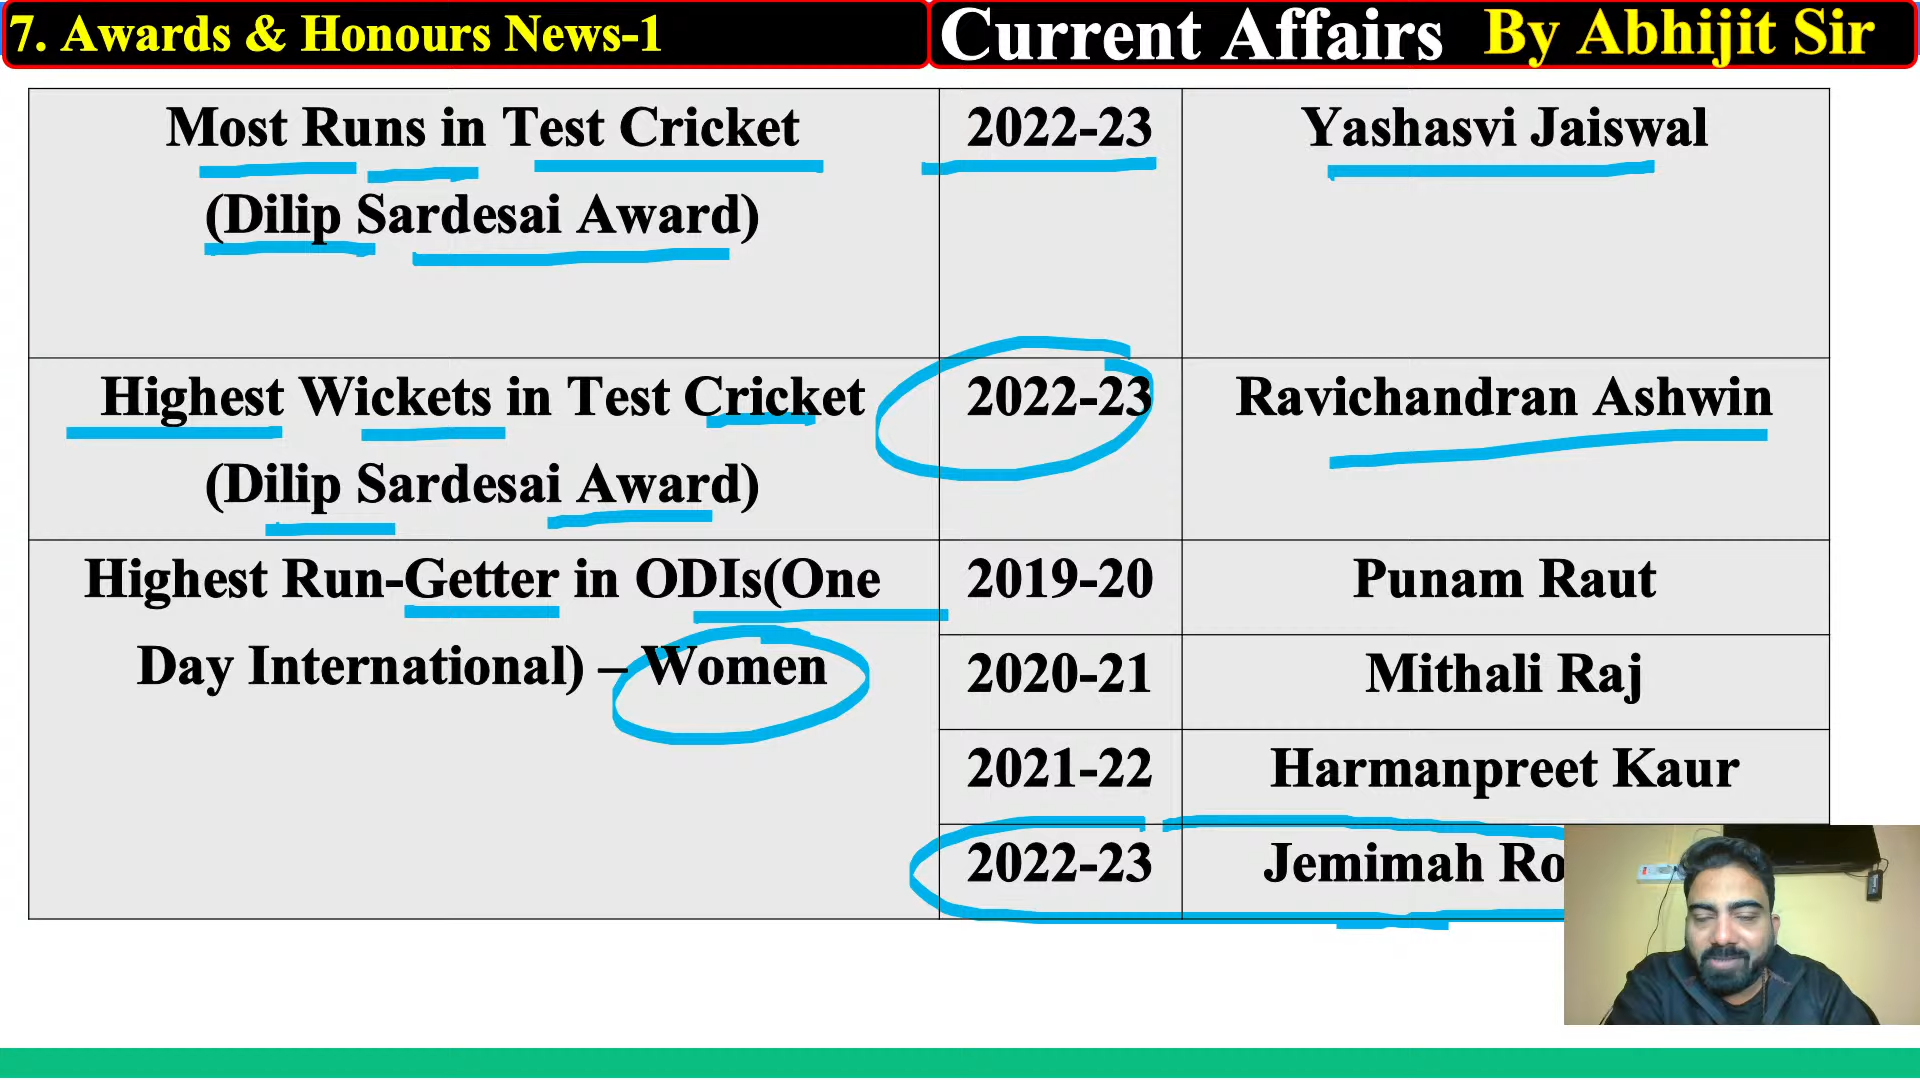 7. Awards & Honours News-1
Current Affairs By Abhijit Sir
Most Runs in Test Cricket 2022-23 Yashasvi Jaiswal
(Dilip Sardesai Award)
Highest Wickets in Test Cricket 2022-23 Ravichandran Ashwin
(Dilip Sardesai Award)
Highest Run-Getter in ODIs(One 2019-20 Punam Raut
Day International) – Women 2020-21 Mithali Raj
2021-22 Harmanpreet Kaur
2022-23 Jemimah